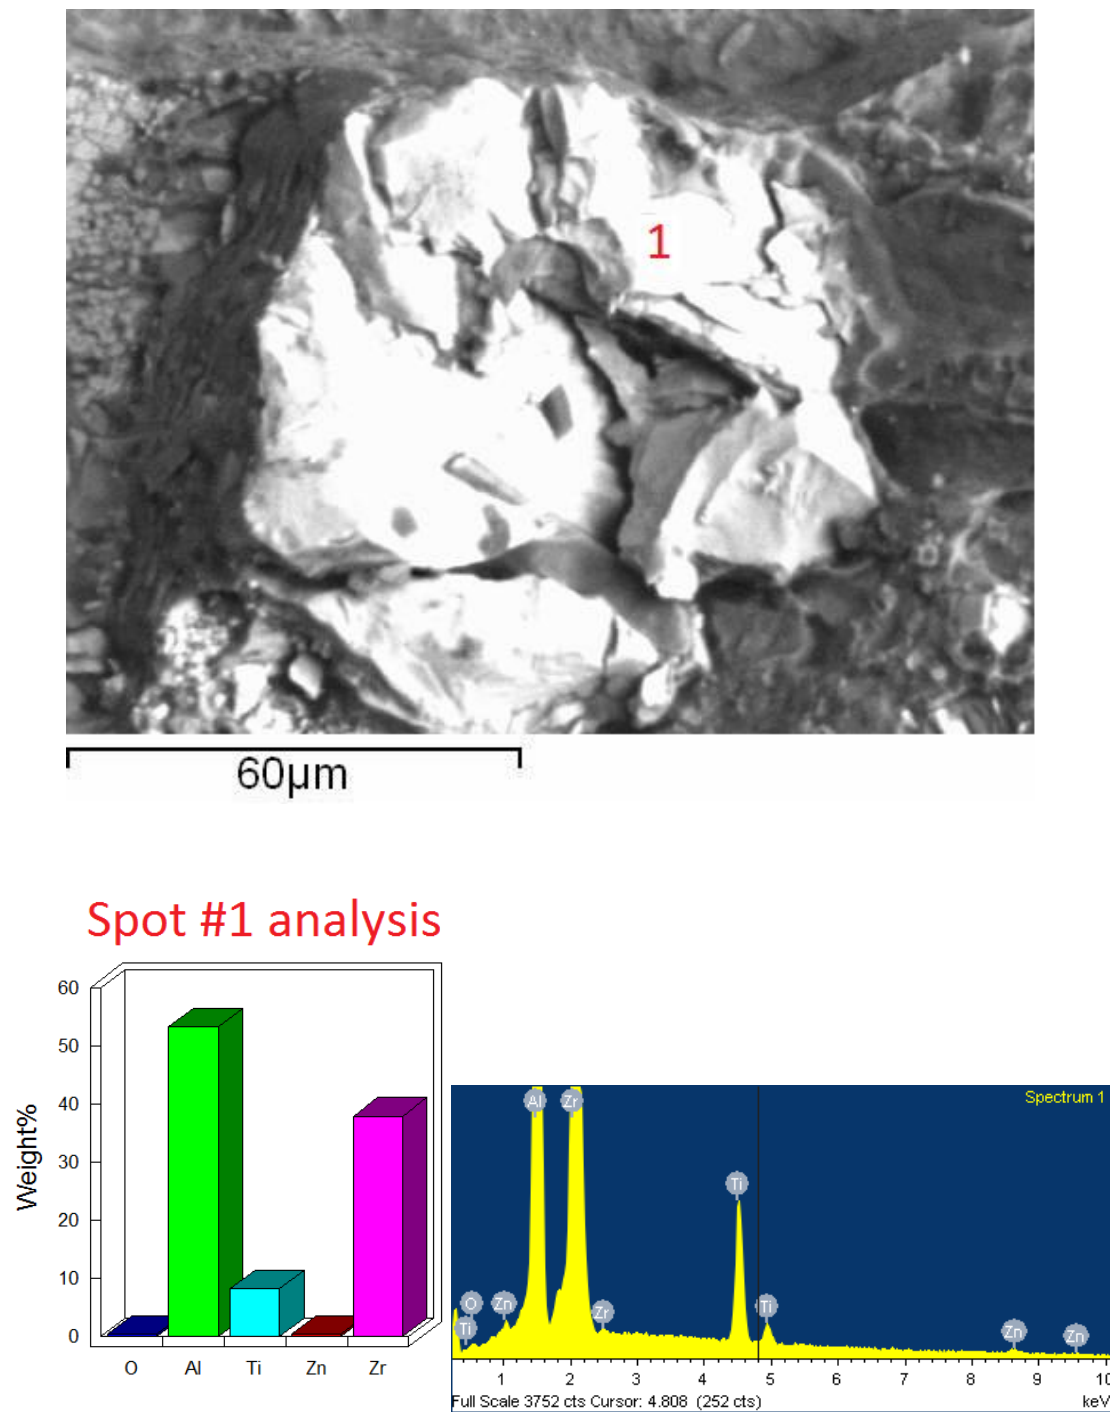 1
60µm
Spot #1 analysis
Weight%
60
50
40
30
20
10
0
O Al Ti Zn Zr
Spectrum 1
Al Zr
Ti
O Zn Zr Ti
Ti Zn Zn
1 2 3 4 5 6 7 8 9 10
Full Scale 3752 cts Cursor: 4.808 (252 cts) keV